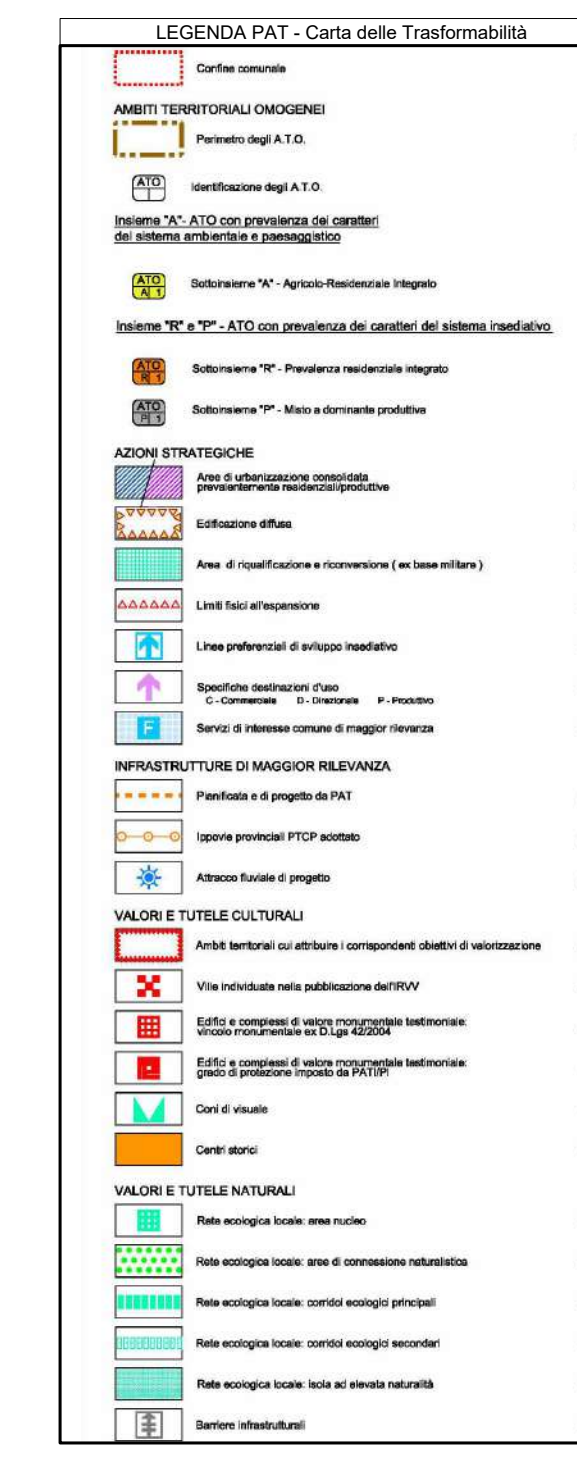 LEGENDA PAT - Carta delle Trasformabilità
Confine comunale
AMBITI TERRITORIALI OMOGENEI
Perimetro degli A.T.O.
ATO
Identificazione degli A.T.O.
Insieme "A"- ATO con prevalenza dei caratteri
del sistema ambientale e paesaggistico
ATO
A 1
Sottoinsieme "A" - Agricolo-Residenziale Integrato
Insieme "R" e "P" - ATO con prevalenza dei caratteri del sistema insediativo
ATO
R 1
Sottoinsieme "R" - Prevalenza residenziale integrato
ATO
P 1
Sottoinsieme "P" - Misto a dominante produttiva
AZIONI STRATEGICHE
Aree di urbanizzazione consolidata
prevalentemente residenziali/produttive
Edificazione diffusa
Area di riqualificazione e riconversione ( ex base militare )
Limiti fisici all'espansione
Linee preferenziali di sviluppo insediativo
Specifiche destinazioni d'uso
C - Commerciale D - Direzionale P - Produttivo
F
Servizi di interesse comune di maggior rilevanza
INFRASTRUTTURE DI MAGGIOR RILEVANZA
Pianificata e di progetto da PAT
Ippovie provinciali PTCP adottato
Attracco fluviale di progetto
VALORI E TUTELE CULTURALI
Ambiti territoriali cui attribuire i corrispondenti obiettivi di valorizzazione
Ville individuate nella pubblicazione dell'IRVV
Edifici e complessi di valore monumentale testimoniale:
vincolo monumentale ex D.Lgs 42/2004
Edifici e complessi di valore monumentale testimoniale:
grado di protezione imposto da PATI/PI
Coni di visuale
Centri storici
VALORI E TUTELE NATURALI
Rete ecologica locale: area nucleo
Rete ecologica locale: aree di connessione naturalistica
Rete ecologica locale: corridoi ecologici principali
Rete ecologica locale: corridoi ecologici secondari
Rete ecologica locale: isola ad elevata naturalità
Barriere infrastrutturali